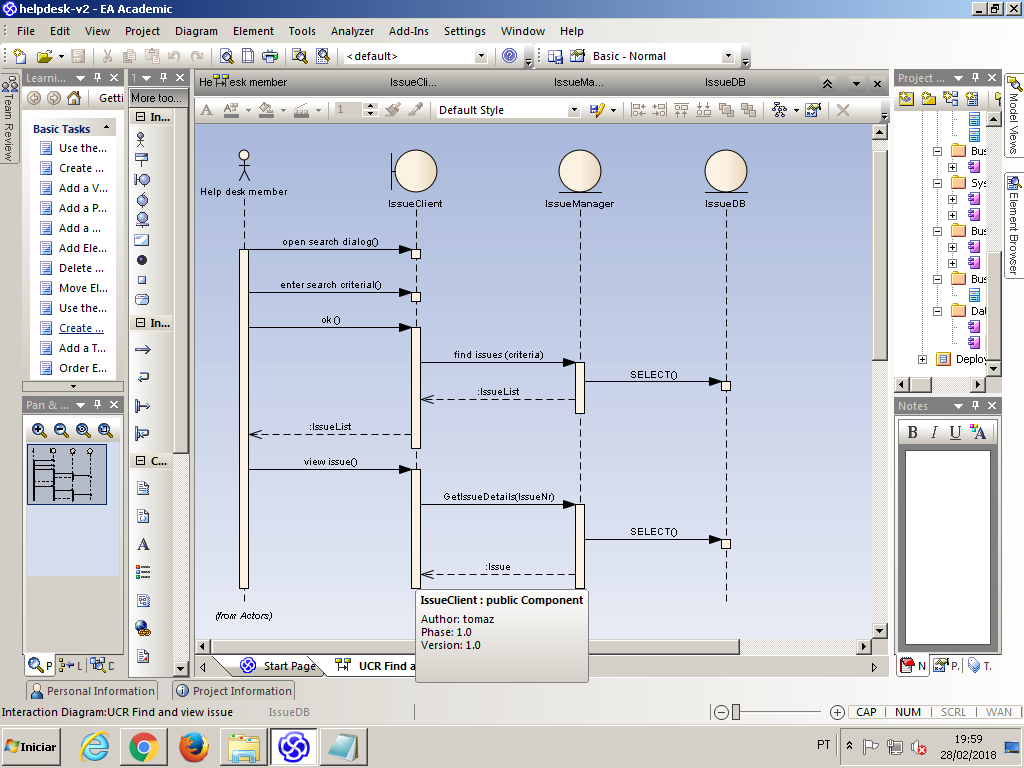 helpdesk-v2 - EA Academic
File Edit View Project Diagram Element Tools Analyzer Add-Ins Settings Window Help
<default>
Basic - Normal
Team Review
Learni...
Getti
Basic Tasks
Use the...
Create ...
Add a V...
Add a P...
Add a ...
Add Ele...
Delete ...
Move El...
Use the...
Create ...
Add a T...
Order E...
Pan & ...
P
L
C
1
More too...
In...
In...
C...
A
He
esk member
IssueCli...
IssueMa...
IssueDB
1
Default Style
Help desk member
IssueClient
IssueManager
IssueDB
open search dialog()
enter search criterial()
ok()
find issues (criteria)
SELECT()
:IssueList
:IssueList
view issue()
GetIssueDetails(IssueNr)
SELECT()
:Issue
(from Actors)
IssueClient : public Component
Author: tomaz
Phase: 1.0
Version: 1.0
Start Page
UCR Find a
Project ...
Bus
Sys
Bus
Bus
Dat
Deploy
Notes
B I U A
N
P.
T.
Model Views
Element Browser
Personal Information
Project Information
Interaction Diagram:UCR Find and view issue
IssueDB
CAP NUM SCRL WAN
Iniciar
PT
19:59
28/02/2018